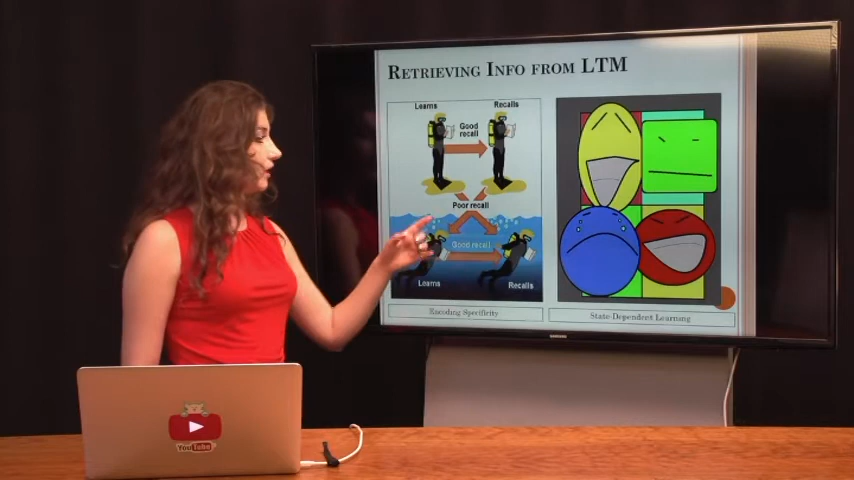 RETRIEVING INFO FROM LTM
Learns
Recalls
Good
recall
Poor recall
Good recall
Learns
Recalls
Encoding Specificity
State-Dependent Learning
YouTube